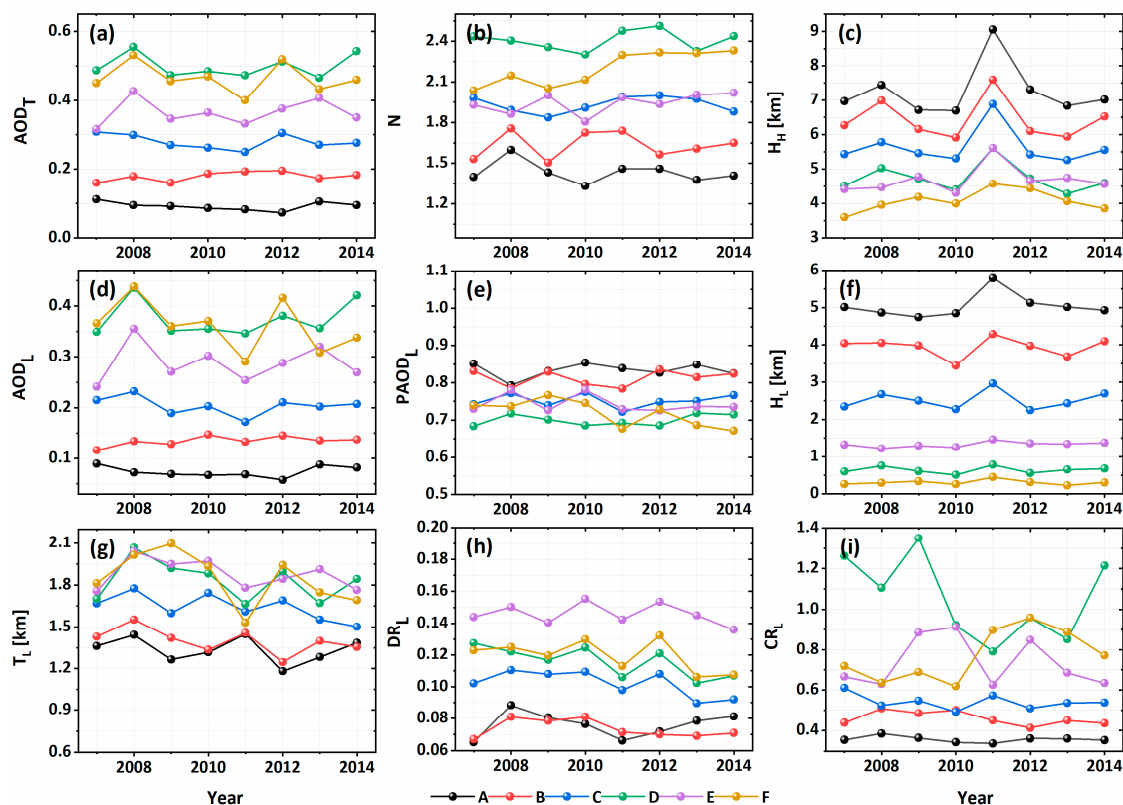 (a)
AOD_T
0.6
0.4
0.2
0.0
2008 2010 2012 2014
(b)
N
2.4
2.1
1.8
1.5
1.2
2008 2010 2012 2014
(c)
H_H [km]
9
8
7
6
5
4
3
2008 2010 2012 2014
(d)
AOD_L
0.4
0.3
0.2
0.1
2008 2010 2012 2014
(e)
PAOD_L
1.1
1.0
0.9
0.8
0.7
0.6
0.5
2008 2010 2012 2014
(f)
H_L [km]
6
5
4
3
2
1
0
2008 2010 2012 2014
(g)
T_L [km]
2.1
1.8
1.5
1.2
0.9
0.6
2008 2010 2012 2014
Year
(h)
DR_L
0.20
0.18
0.16
0.14
0.12
0.10
0.08
0.06
2008 2010 2012 2014
(i)
CR_L
1.4
1.2
1.0
0.8
0.6
0.4
2008 2010 2012 2014
Year
A B C D E F